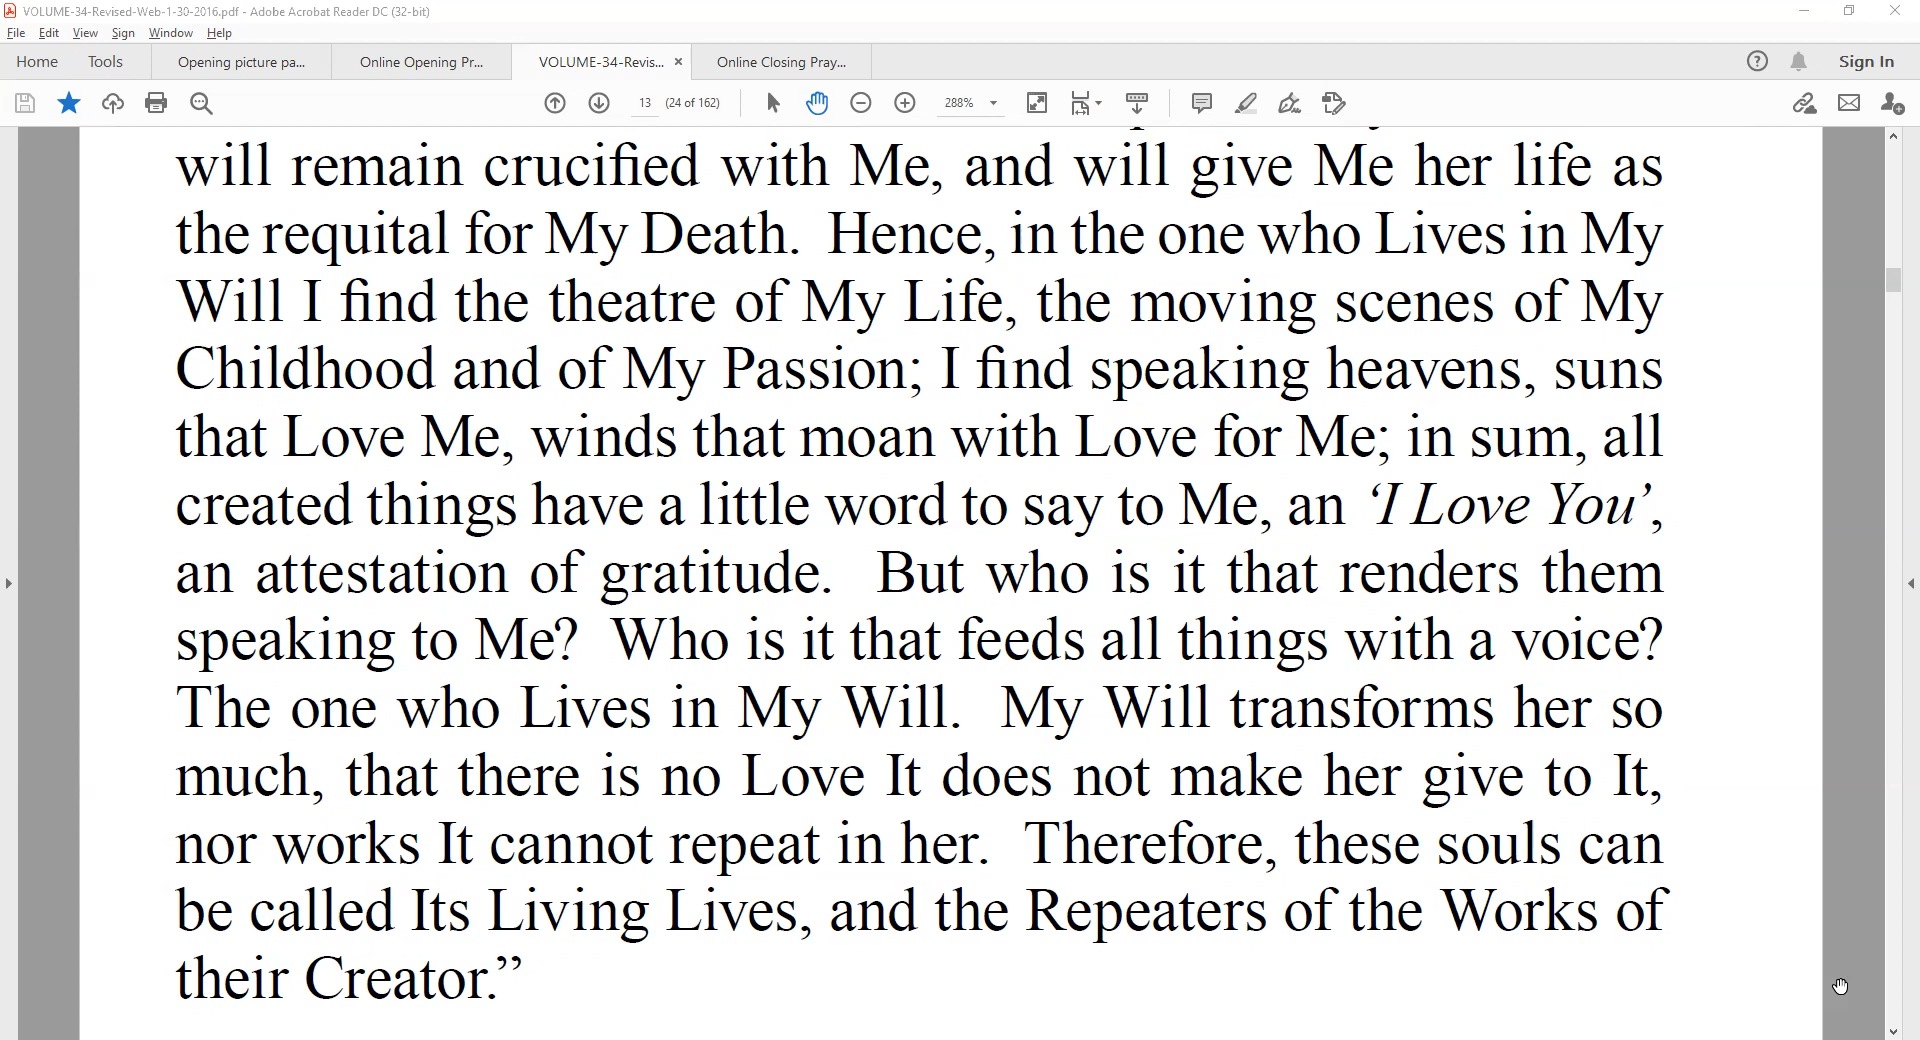 VOLUME-34-Revised-Web-1-30-2016.pdf - Adobe Acrobat Reader DC (32-bit)
File Edit View Sign Window Help
Home Tools Opening picture pa... Online Opening Pr... VOLUME-34-Revis... × Online Closing Pray... Sign In
13 (24 of 162) 288%
will remain crucified with Me, and will give Me her life as
the requital for My Death. Hence, in the one who Lives in My
Will I find the theatre of My Life, the moving scenes of My
Childhood and of My Passion; I find speaking heavens, suns
that Love Me, winds that moan with Love for Me; in sum, all
created things have a little word to say to Me, an ‘I Love You’,
an attestation of gratitude. But who is it that renders them
speaking to Me? Who is it that feeds all things with a voice?
The one who Lives in My Will. My Will transforms her so
much, that there is no Love It does not make her give to It,
nor works It cannot repeat in her. Therefore, these souls can
be called Its Living Lives, and the Repeaters of the Works of
their Creator.”